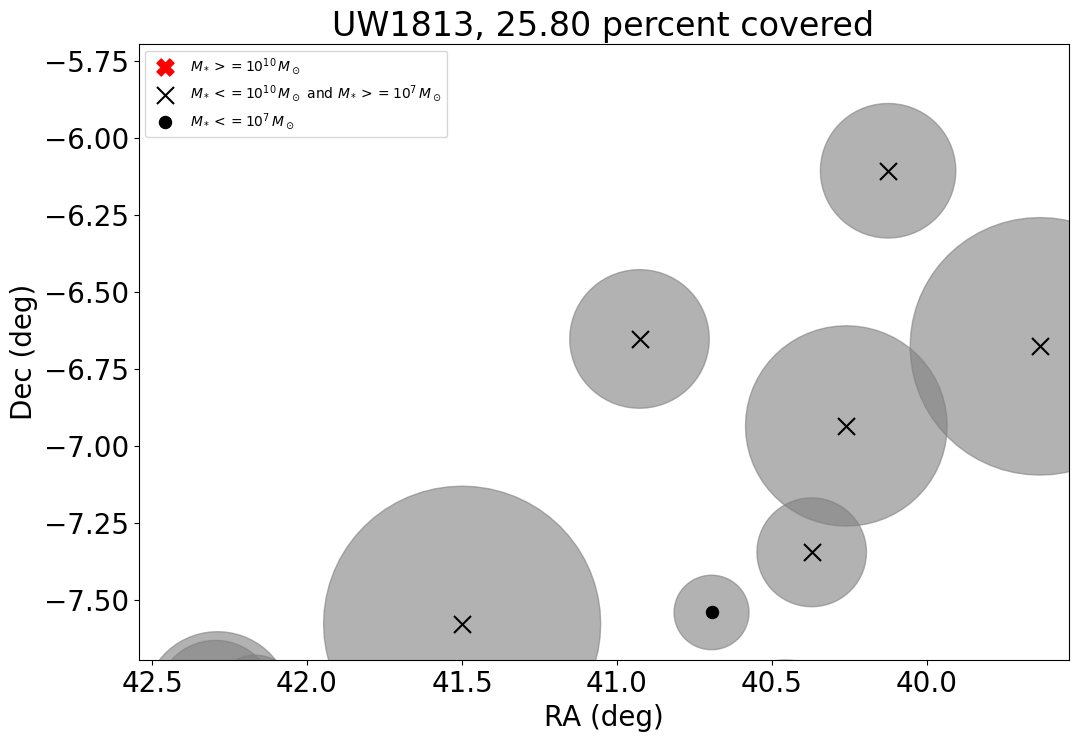 UW1813, 25.80 percent covered
M* >= 10^10 M⊙
M* <= 10^10 M⊙ and M* >= 10^7 M⊙
M* <= 10^7 M⊙
−5.75
−6.00
−6.25
−6.50
−6.75
−7.00
−7.25
−7.50
Dec (deg)
42.5 42.0 41.5 41.0 40.5 40.0
RA (deg)